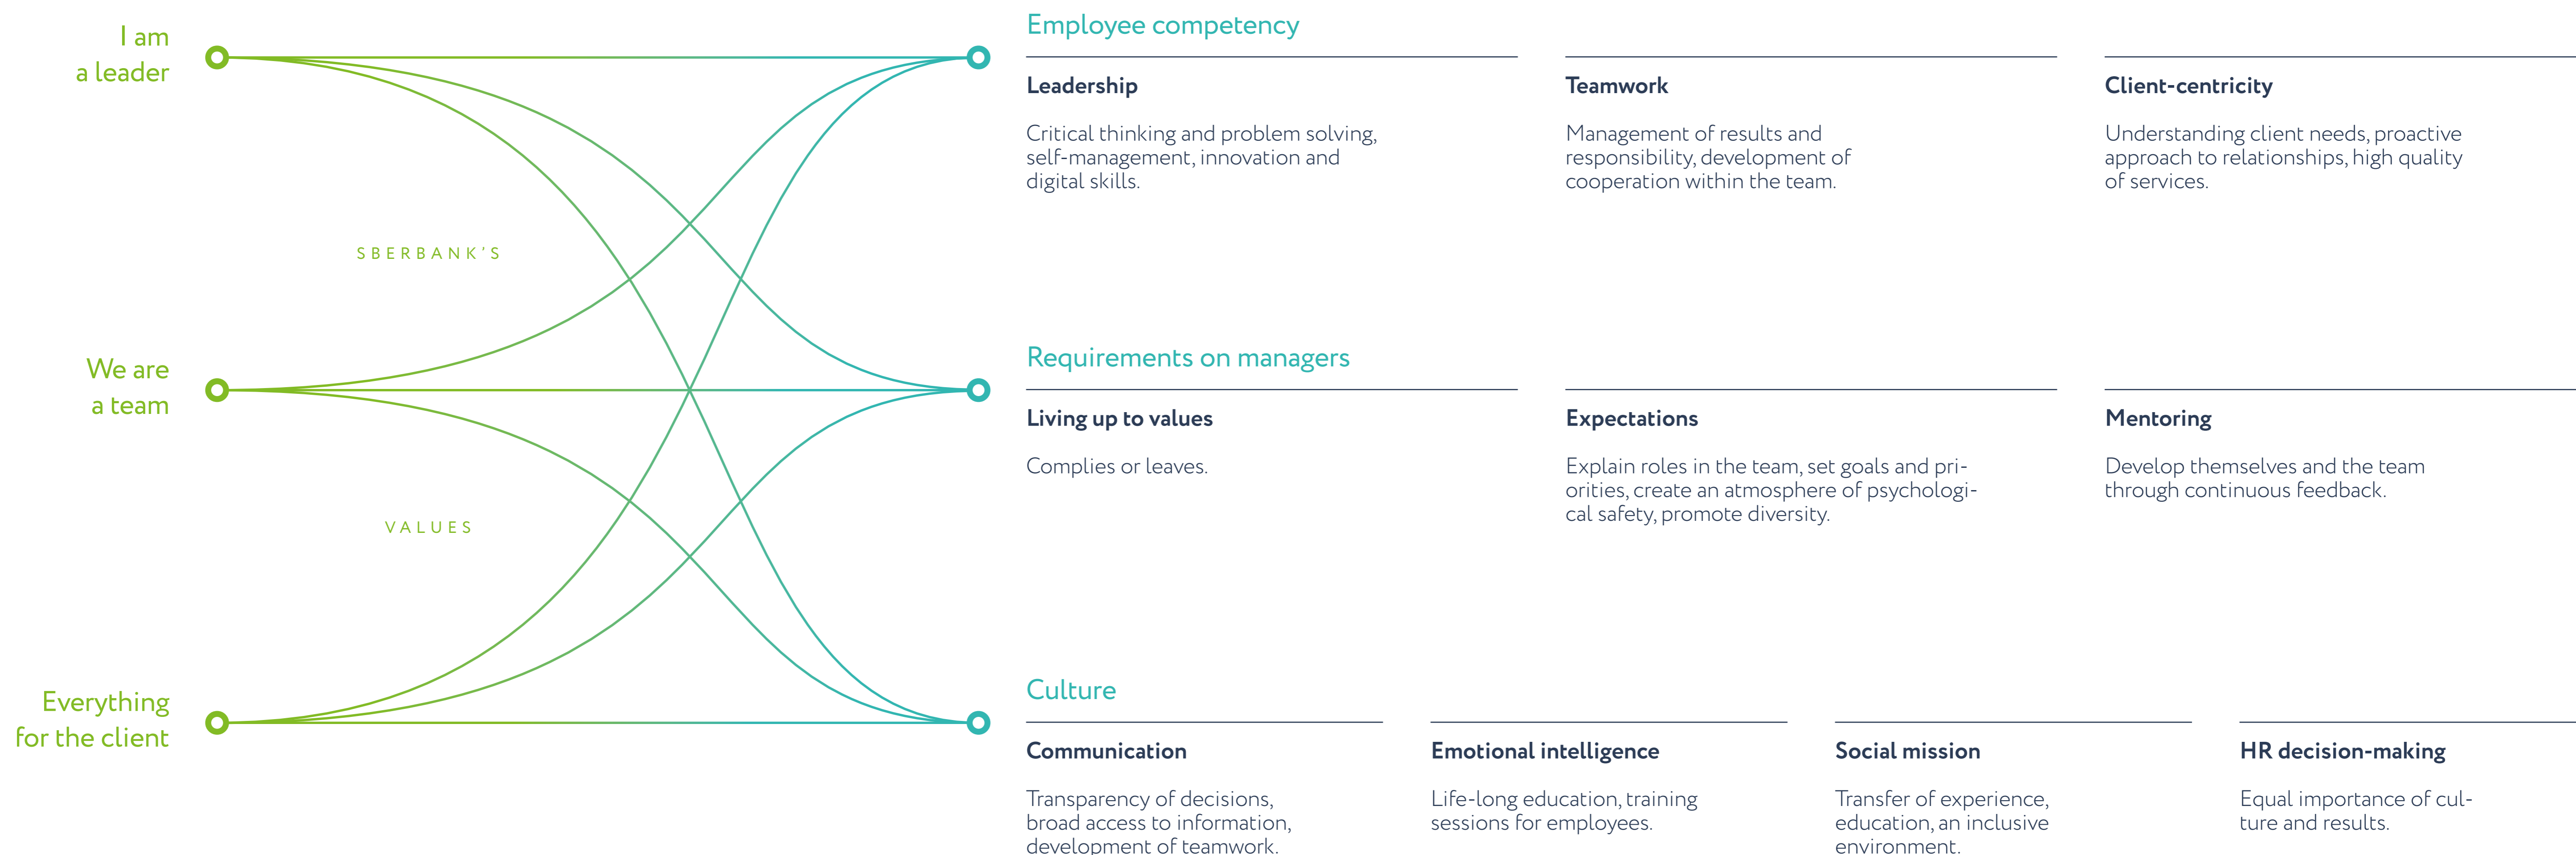 I am
a leader
SBERBANK'S
We are
a team
VALUES
Everything
for the client
Employee competency
Leadership
Critical thinking and problem solving,
self-management, innovation and
digital skills.
Teamwork
Management of results and
responsibility, development of
cooperation within the team.
Client-centricity
Understanding client needs, proactive
approach to relationships, high quality
of services.
Requirements on managers
Living up to values
Complies or leaves.
Expectations
Explain roles in the team, set goals and pri-
orities, create an atmosphere of psychologi-
cal safety, promote diversity.
Mentoring
Develop themselves and the team
through continuous feedback.
Culture
Communication
Transparency of decisions,
broad access to information,
development of teamwork.
Emotional intelligence
Life-long education, training
sessions for employees.
Social mission
Transfer of experience,
education, an inclusive
environment.
HR decision-making
Equal importance of cul-
ture and results.